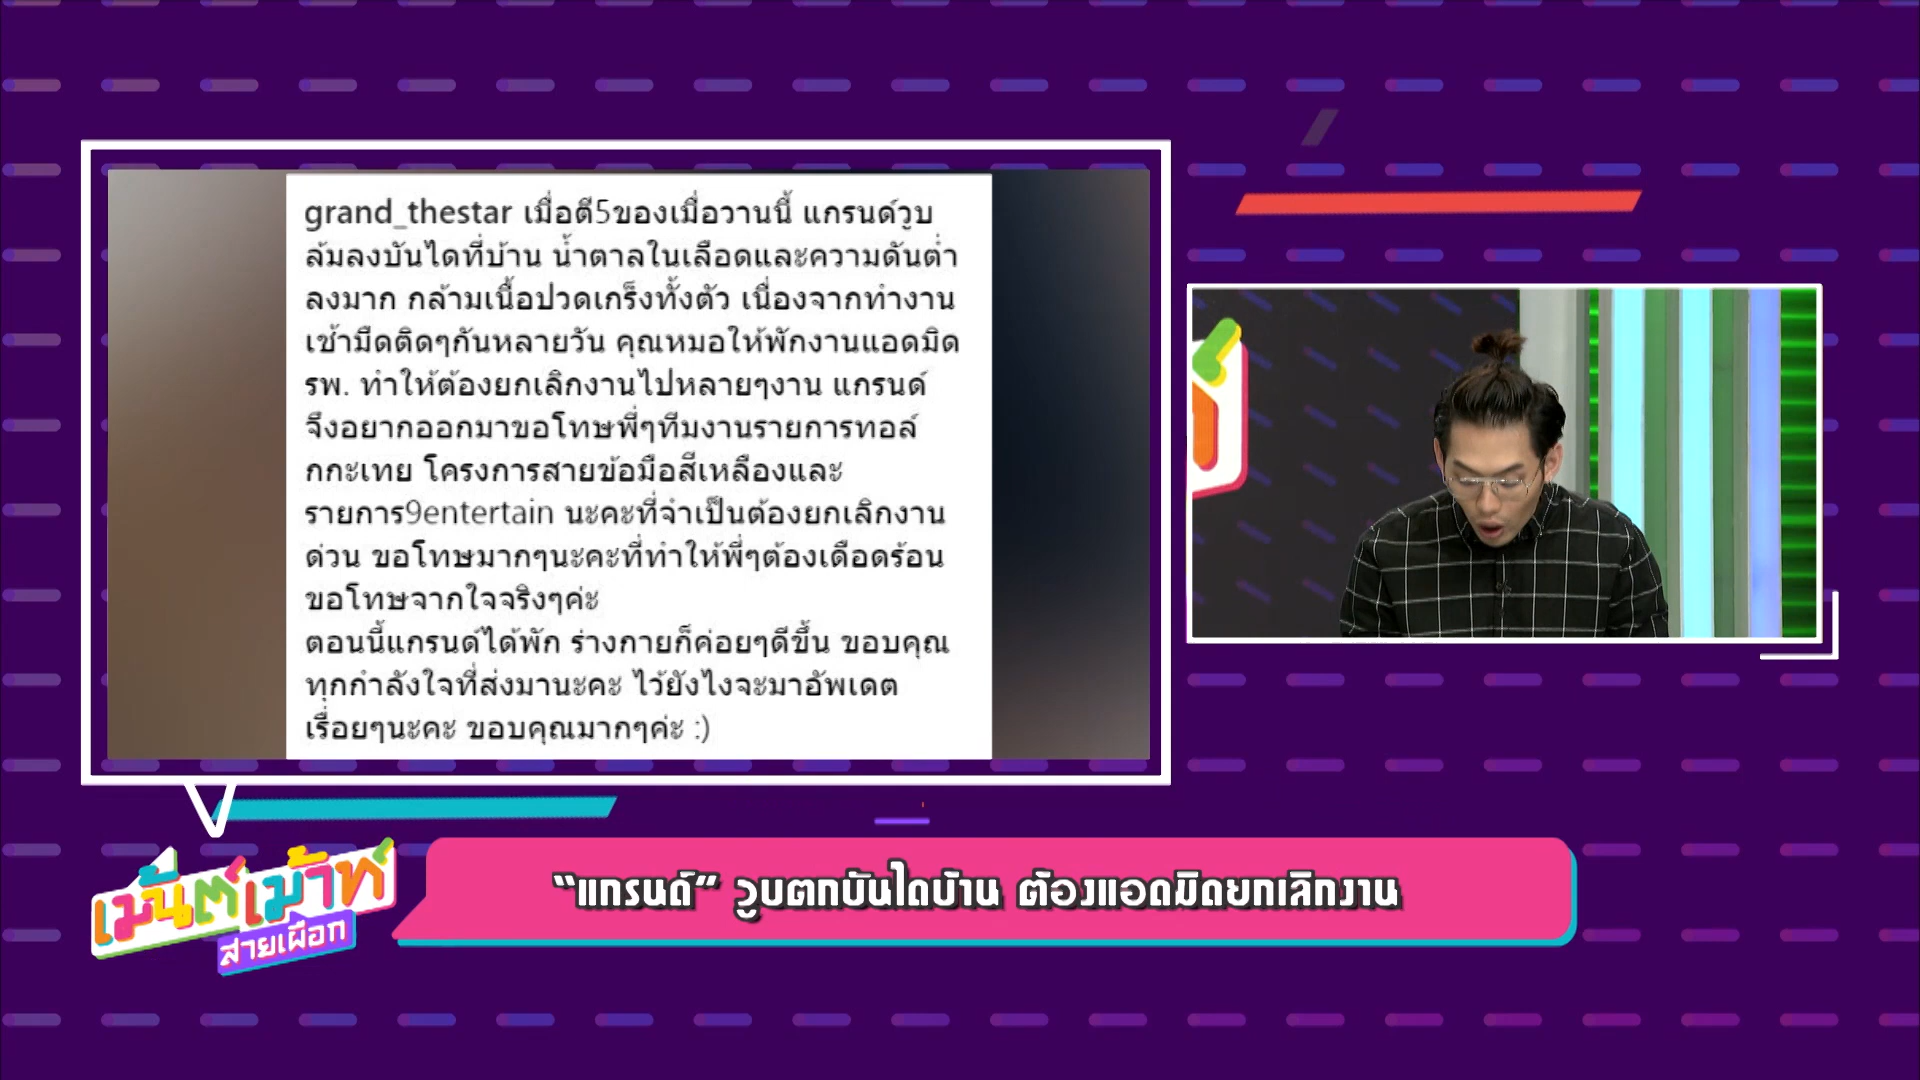 grand_thestar เมื่อตี5ของเมื่อวานนี้ แกรนด์วูบ
ล้มลงบันไดที่บ้าน น้ำตาลในเลือดและความดันต่ำ
ลงมาก กล้ามเนื้อปวดเกร็งทั้งตัว เนื่องจากทำงาน
เช้ามืดติดๆกันหลายวัน คุณหมอให้พักงานแอดมิด
รพ. ทำให้ต้องยกเลิกงานไปหลายๆงาน แกรนด์
จึงอยากออกมาขอโทษพี่ๆทีมงานรายการทอล์
กกะเทย โครงการสายข้อมือสีเหลืองและ
รายการ9entertain นะคะที่จำเป็นต้องยกเลิกงาน
ด่วน ขอโทษมากๆนะคะที่ทำให้พี่ๆต้องเดือดร้อน
ขอโทษจากใจจริงๆค่ะ
ตอนนี้แกรนด์ได้พัก ร่างกายก็ค่อยๆดีขึ้น ขอบคุณ
ทุกกำลังใจที่ส่งมานะคะ ไว้ยังไงจะมาอัพเดต
เรื่อยๆนะคะ ขอบคุณมากๆค่ะ :)
เม้นต์เม้าท์
สายเผือก
“แกรนด์” วูบตกบันไดบ้าน ต้องแอดมิดยกเลิกงาน